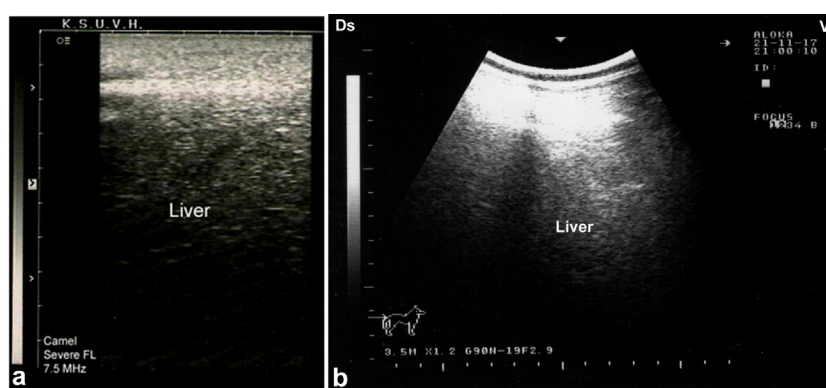 K.S.U.V.H.
Liver
Camel
Severe FL
7.5 MHz
a
Ds
V
ALOKA
21-11-17
21:00:10
ID:
FOCUS
Liver
3.5M X1.2 G90N-19F2.9
b